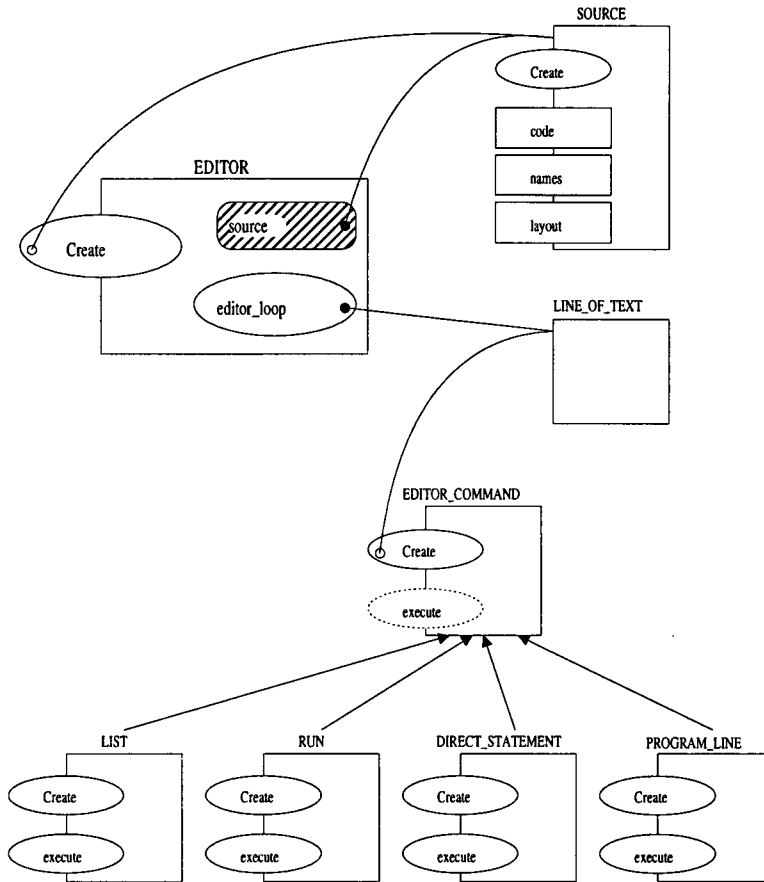 SOURCE
Create
code
names
layout
EDITOR
source
Create
editor_loop
LINE_OF_TEXT
EDITOR_COMMAND
Create
execute
LIST
RUN
DIRECT_STATEMENT
PROGRAM_LINE
Create
Create
Create
Create
execute
execute
execute
execute